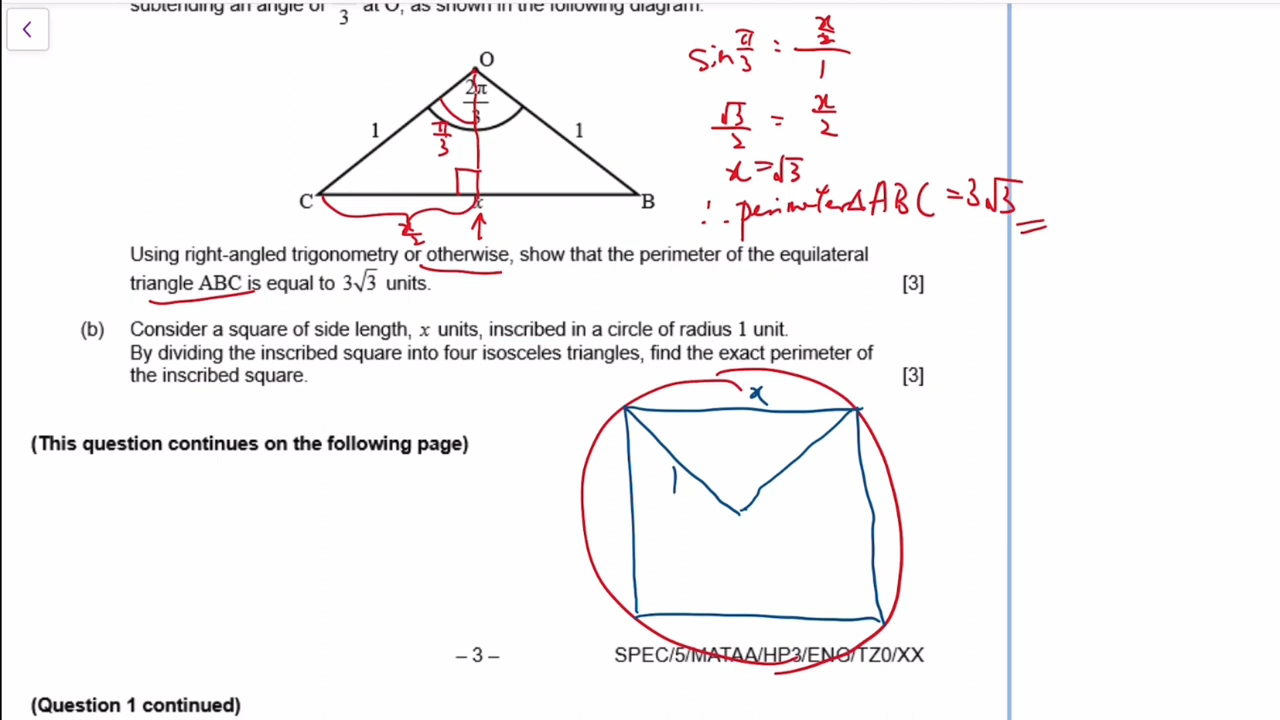 subtending an angle of 3 at O, as shown in the following diagram.
O
2π
3
π
3
1
1
C
x
B
x
2
sin π/3 = x/2 / 1
√3/2 = x/2
x = √3
∴ perimeter Δ ABC = 3√3
Using right-angled trigonometry or otherwise, show that the perimeter of the equilateral
triangle ABC is equal to 3√3 units. [3]
(b) Consider a square of side length, x units, inscribed in a circle of radius 1 unit.
By dividing the inscribed square into four isosceles triangles, find the exact perimeter of
the inscribed square. [3]
x
1
(This question continues on the following page)
– 3 – SPEC/5/MATAA/HP3/ENG/TZ0/XX
(Question 1 continued)